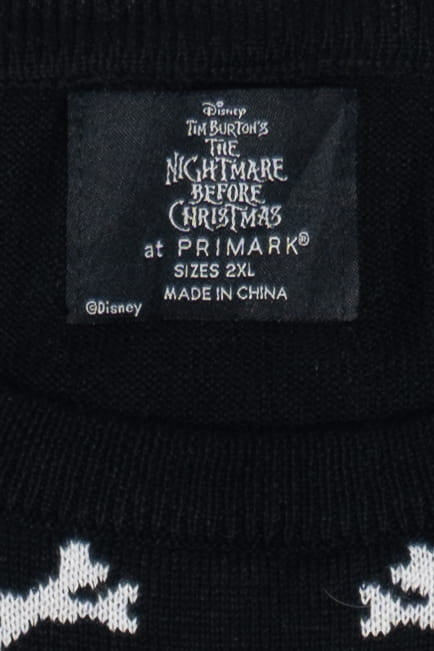 Disney
TIM BURTON'S
THE
NIGHTMARE
BEFORE
CHRISTMAS
at PRIMARK®
SIZES 2XL
MADE IN CHINA
©Disney